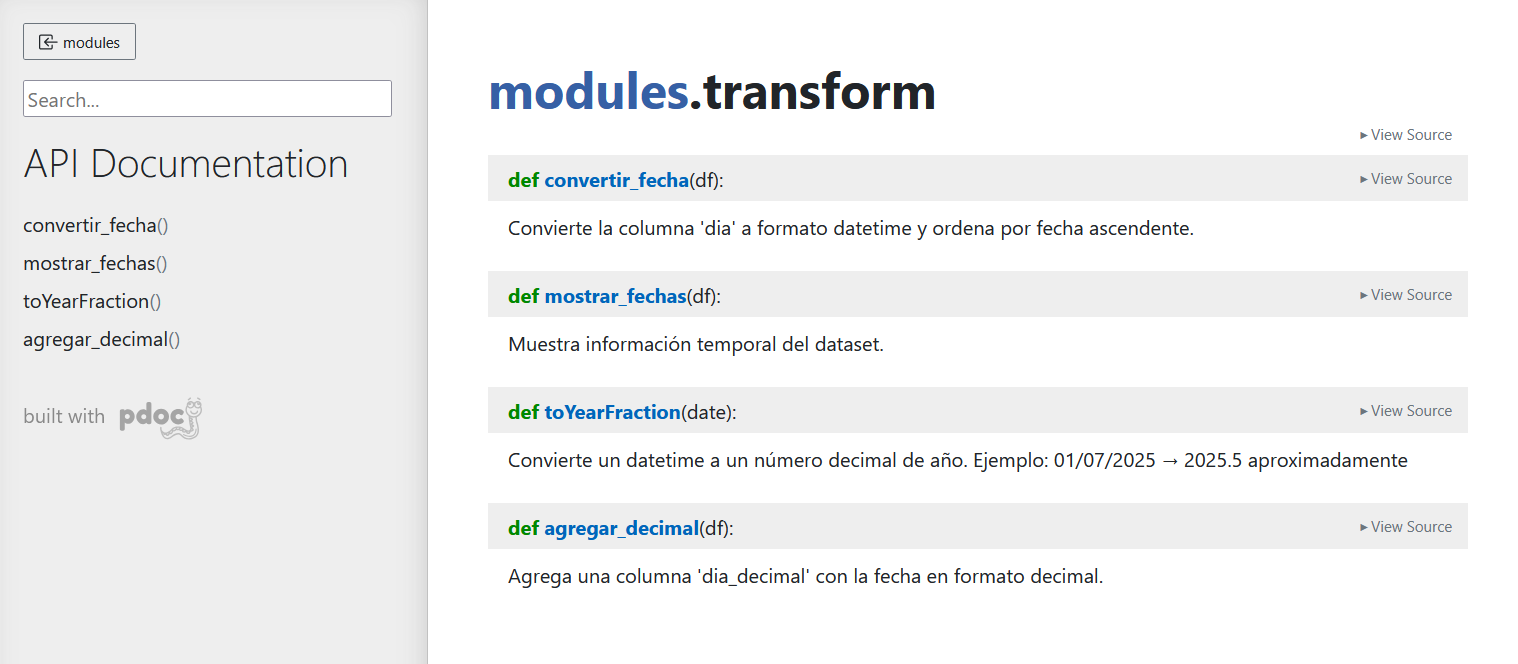 modules
Search...
API Documentation
convertir_fecha()
mostrar_fechas()
toYearFraction()
agregar_decimal()
built with pdoc
modules.transform
View Source
def convertir_fecha(df):
View Source
Convierte la columna 'dia' a formato datetime y ordena por fecha ascendente.
def mostrar_fechas(df):
View Source
Muestra información temporal del dataset.
def toYearFraction(date):
View Source
Convierte un datetime a un número decimal de año. Ejemplo: 01/07/2025 → 2025.5 aproximadamente
def agregar_decimal(df):
View Source
Agrega una columna 'dia_decimal' con la fecha en formato decimal.